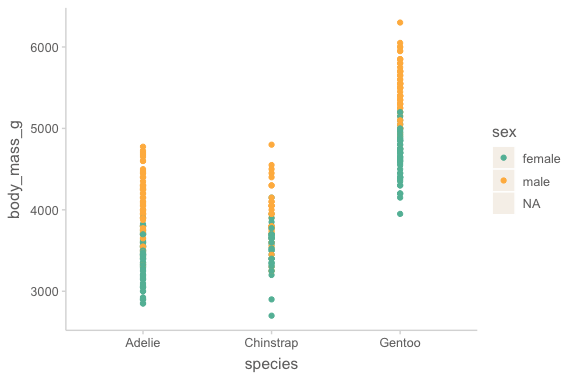 body_mass_g
6000
5000
4000
3000
Adelie
Chinstrap
Gentoo
species
sex
female
male
NA